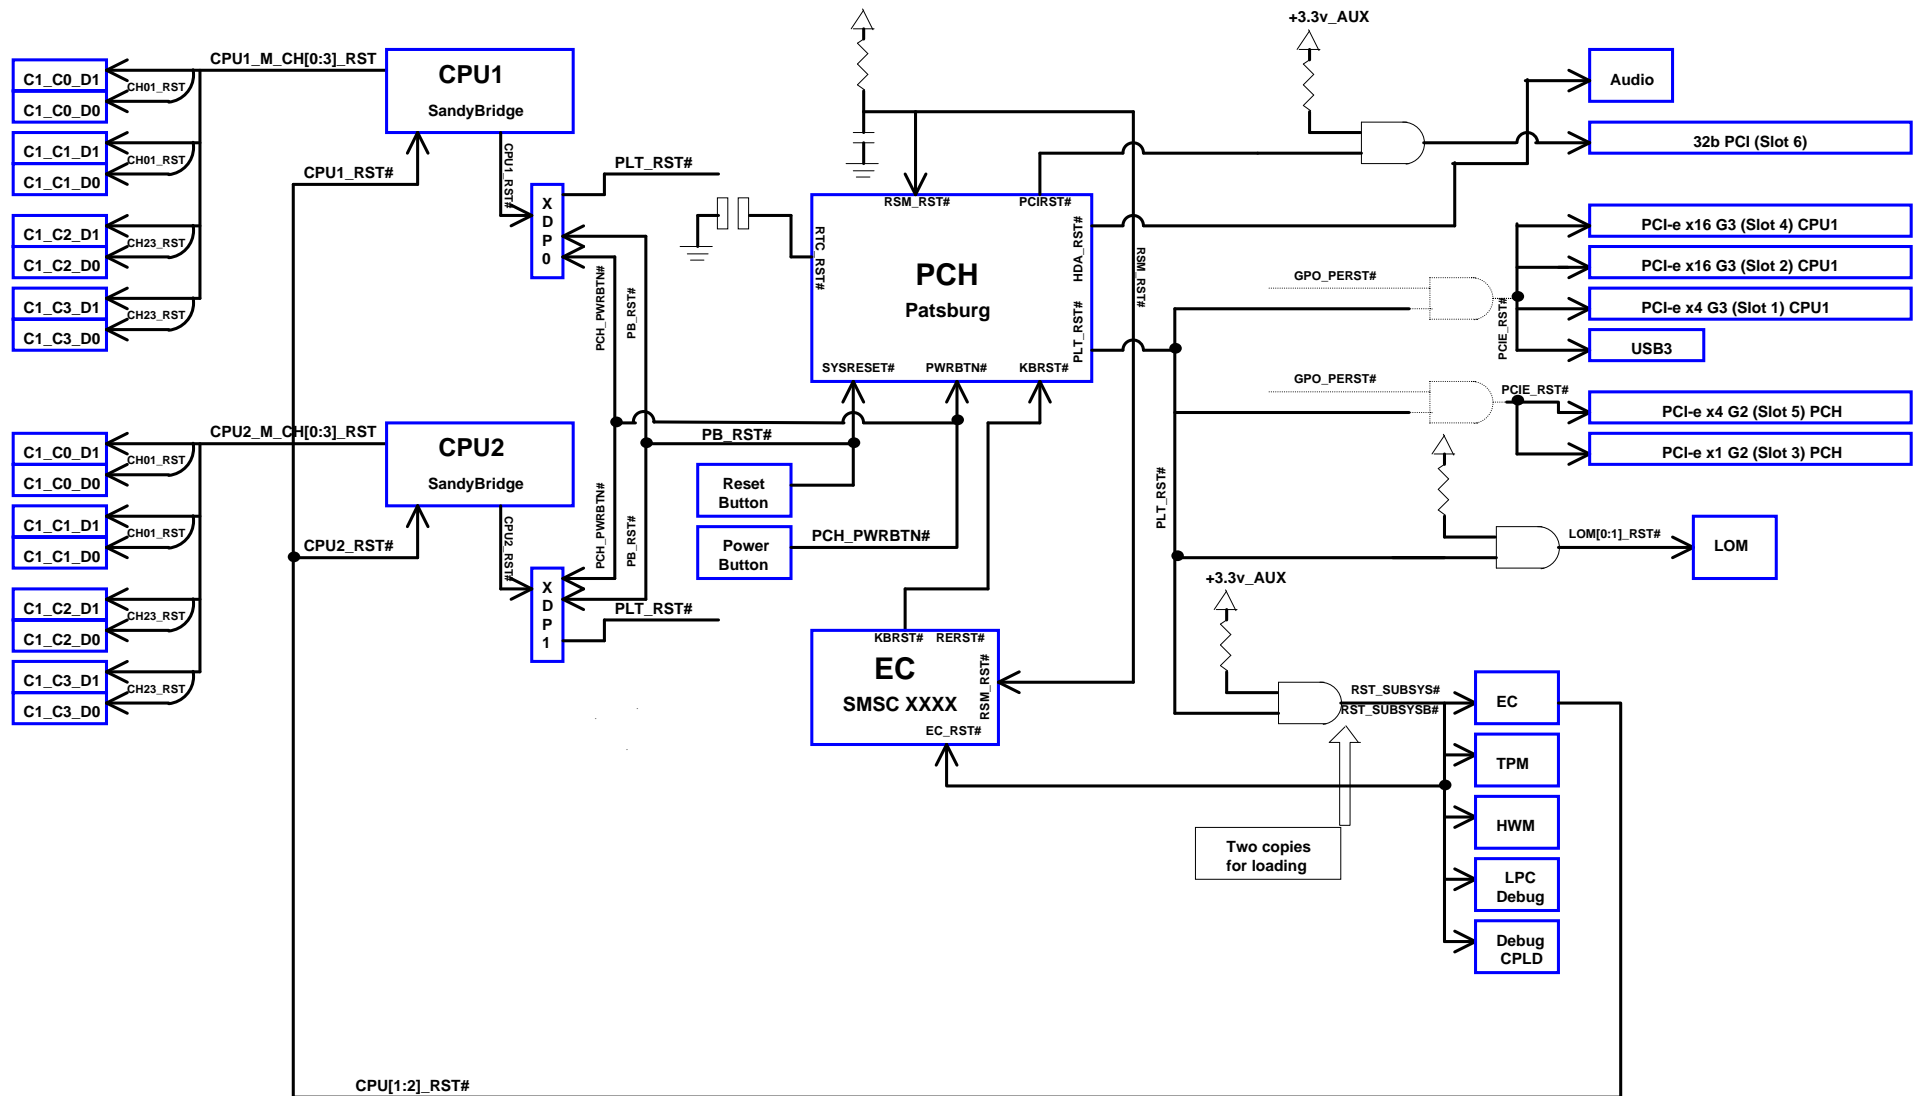 +3.3v_AUX
CPU1_M_CH[0:3]_RST
C1_C0_D1
CH01_RST
C1_C0_D0
C1_C1_D1
CH01_RST
C1_C1_D0
C1_C2_D1
CH23_RST
C1_C2_D0
C1_C3_D1
CH23_RST
C1_C3_D0
CPU1
SandyBridge
CPU1_RST#
CPU1_RST#
XDP0
PLT_RST#
PCH_PWRBTN#
PB_RST#
RSM_RST#
PCIRST#
RTC_RST#
HDA_RST#
PCH
Patsburg
PLT_RST#
SYSRESET#
PWRBTN#
KBRST#
RSM_RST#
Audio
32b PCI (Slot 6)
PCI-e x16 G3 (Slot 4) CPU1
PCI-e x16 G3 (Slot 2) CPU1
PCI-e x4 G3 (Slot 1) CPU1
USB3
GPO_PERST#
PCIE_RST#
GPO_PERST#
PCIE_RST#
PCI-e x4 G2 (Slot 5) PCH
PCI-e x1 G2 (Slot 3) PCH
CPU2_M_CH[0:3]_RST
C1_C0_D1
CH01_RST
C1_C0_D0
C1_C1_D1
CH01_RST
C1_C1_D0
C1_C2_D1
CH23_RST
C1_C2_D0
C1_C3_D1
CH23_RST
C1_C3_D0
CPU2
SandyBridge
CPU2_RST#
CPU2_RST#
XDP1
PLT_RST#
PCH_PWRBTN#
PB_RST#
PB_RST#
Reset
Button
Power
Button
PCH_PWRBTN#
PLT_RST#
LOM[0:1]_RST#
LOM
+3.3v_AUX
KBRST#
RERST#
EC
SMSC XXXX
RSM_RST#
EC_RST#
RST_SUBSYS#
RST_SUBSYSB#
EC
TPM
HWM
LPC
Debug
Debug
CPLD
Two copies
for loading
CPU[1:2]_RST#